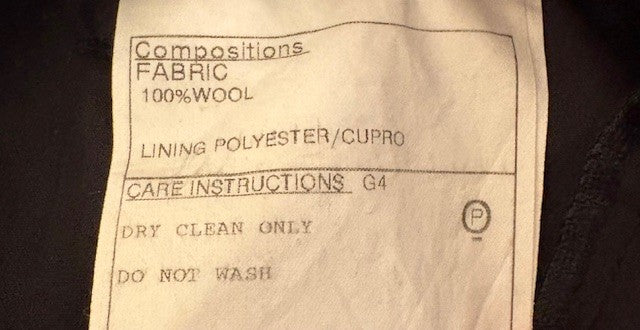 Compositions
FABRIC
100%WOOL
LINING POLYESTER/CUPRO
CARE INSTRUCTIONS G4
DRY CLEAN ONLY
P
DO NOT WASH